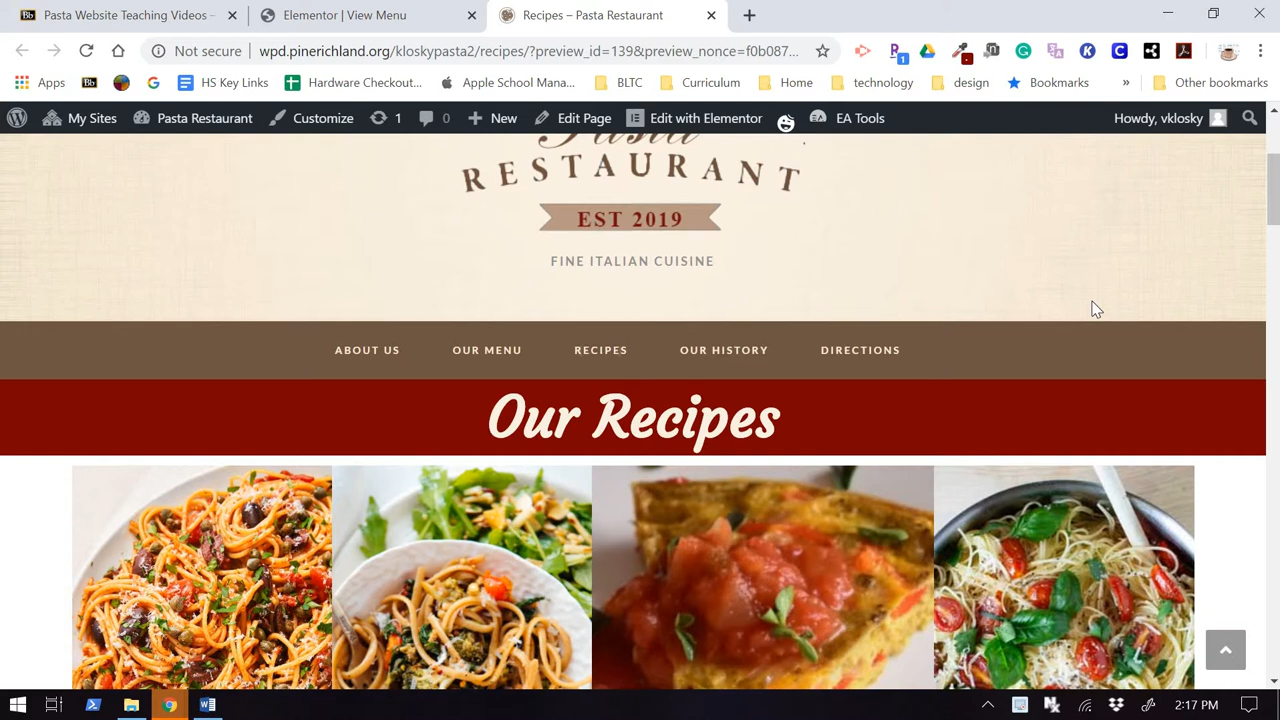 Pasta Website Teaching Videos -
Elementor | View Menu
Recipes – Pasta Restaurant
Not secure
wpd.pinerichland.org/kloskypasta2/recipes/?preview_id=139&preview_nonce=f0b087...
Apps
Bb
HS Key Links
Hardware Checkout...
Apple School Mana...
BLTC
Curriculum
Home
technology
design
Bookmarks
Other bookmarks
My Sites
Pasta Restaurant
Customize
1
0
New
Edit Page
Edit with Elementor
EA Tools
Howdy, vklosky
Pasta
RESTAURANT
EST 2019
FINE ITALIAN CUISINE
ABOUT US
OUR MENU
RECIPES
OUR HISTORY
DIRECTIONS
Our Recipes
2:17 PM